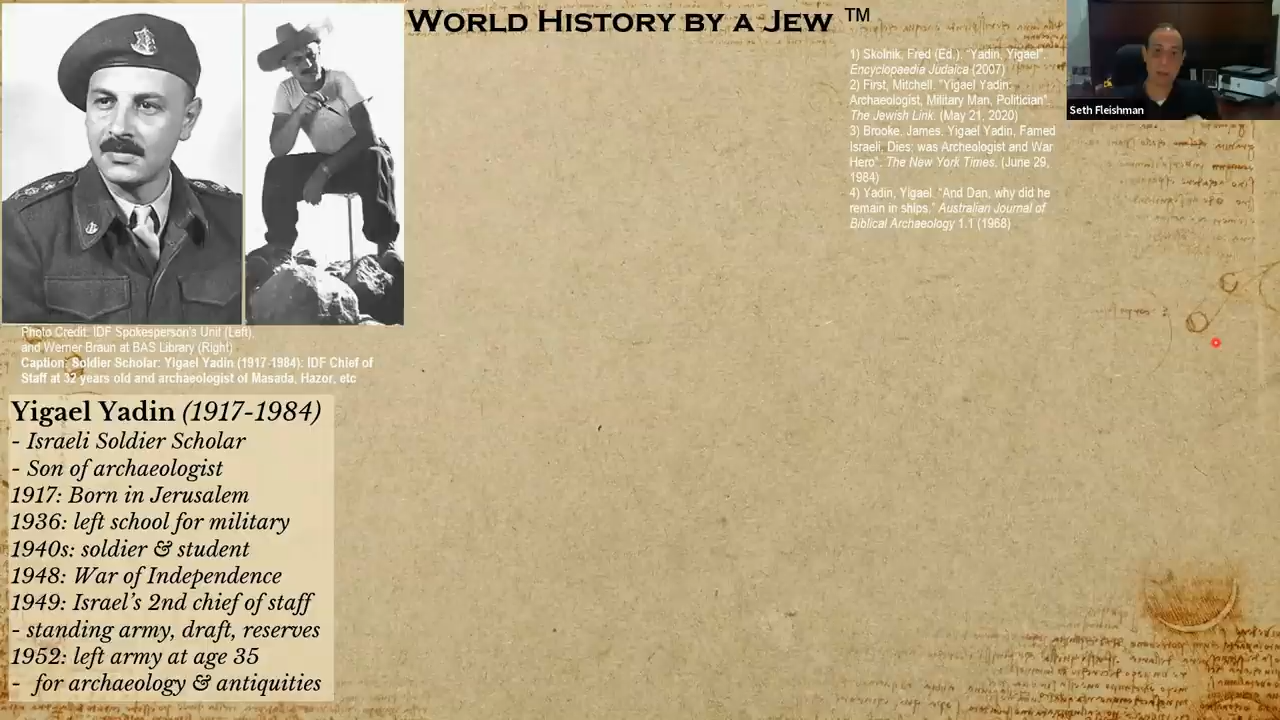 World History by a Jew ™
1) Skolnik, Fred (Ed.). "Yadin, Yigael".
Encyclopaedia Judaica (2007)
2) First, Mitchell. "Yigael Yadin:
Archaeologist, Military Man, Politician".
The Jewish Link. (May 21, 2020)
3) Brooke. James. Yigael Yadin, Famed
Israeli, Dies; was Archeologist and War
Hero". The New York Times, (June 29,
1984)
4) Yadin, Yigael. "And Dan, why did he
remain in ships." Australian Journal of
Biblical Archaeology 1.1 (1968)
Seth Fleishman
Photo Credit: IDF Spokesperson's Unit (Left),
and Werner Braun at BAS Library (Right)
Caption: Soldier Scholar: Yigael Yadin (1917-1984): IDF Chief of
Staff at 32 years old and archaeologist of Masada, Hazor, etc
Yigael Yadin (1917-1984)
- Israeli Soldier Scholar
- Son of archaeologist
1917: Born in Jerusalem
1936: left school for military
1940s: soldier & student
1948: War of Independence
1949: Israel's 2nd chief of staff
- standing army, draft, reserves
1952: left army at age 35
- for archaeology & antiquities